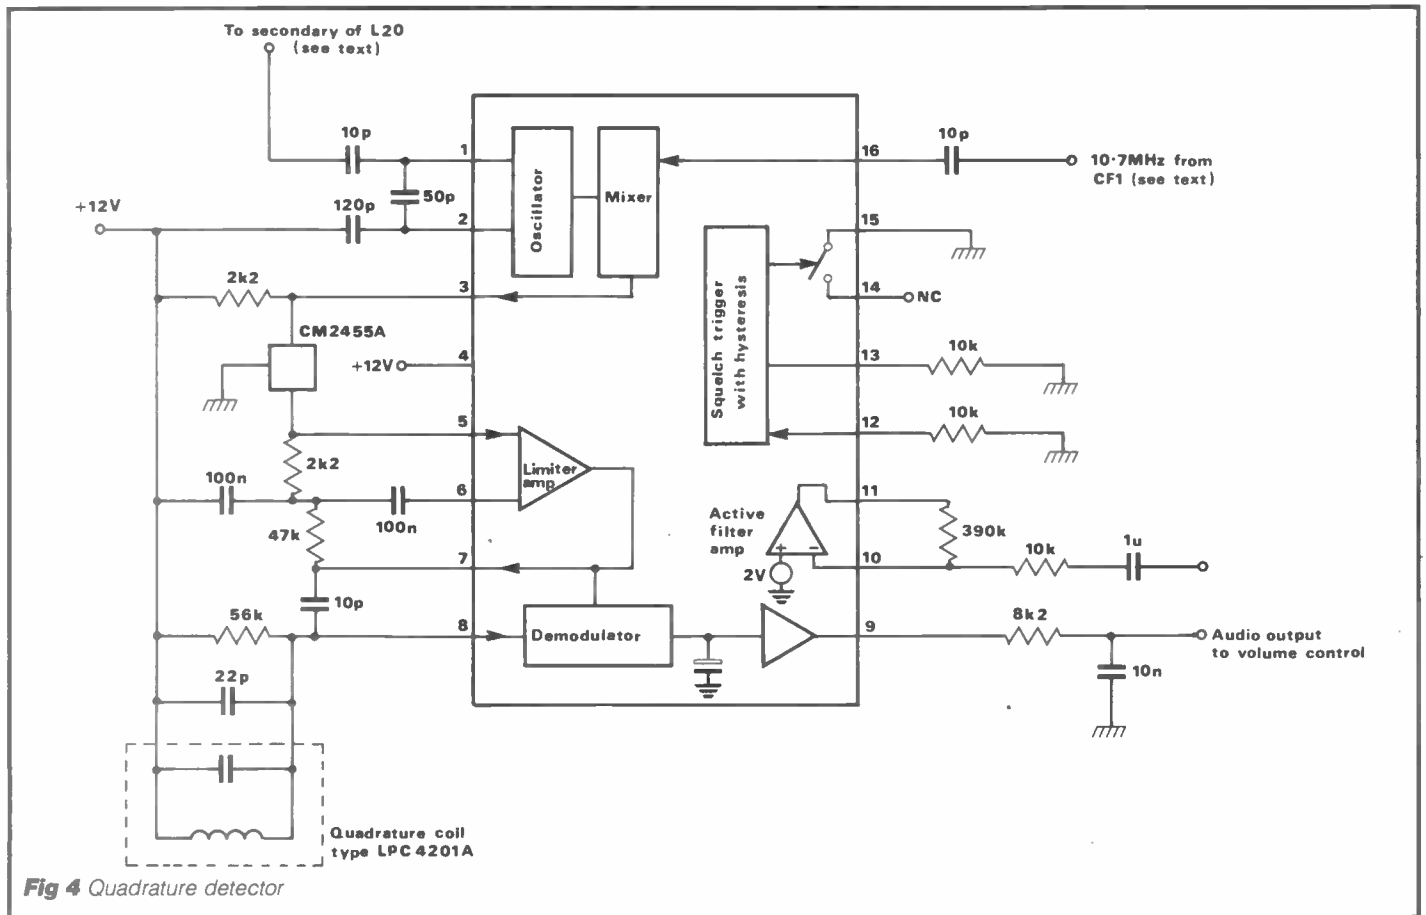 To secondary of L20
(see text)
10p
1
50p
+12V
120p
2
Oscillator
Mixer
16
10p
10·7MHz from
CF1 (see text)
15
14
NC
2k2
3
CM2455A
+12V
4
Squelch trigger
with hysteresis
13
10k
12
10k
5
2k2
Limiter
amp
100n
6
100n
47k
7
10p
Active
filter
amp
+
-
2V
11
390k
10
10k
1u
56k
8
Demodulator
9
8k2
Audio output
to volume control
10n
22p
Quadrature coil
type LPC4201A
Fig 4 Quadrature detector